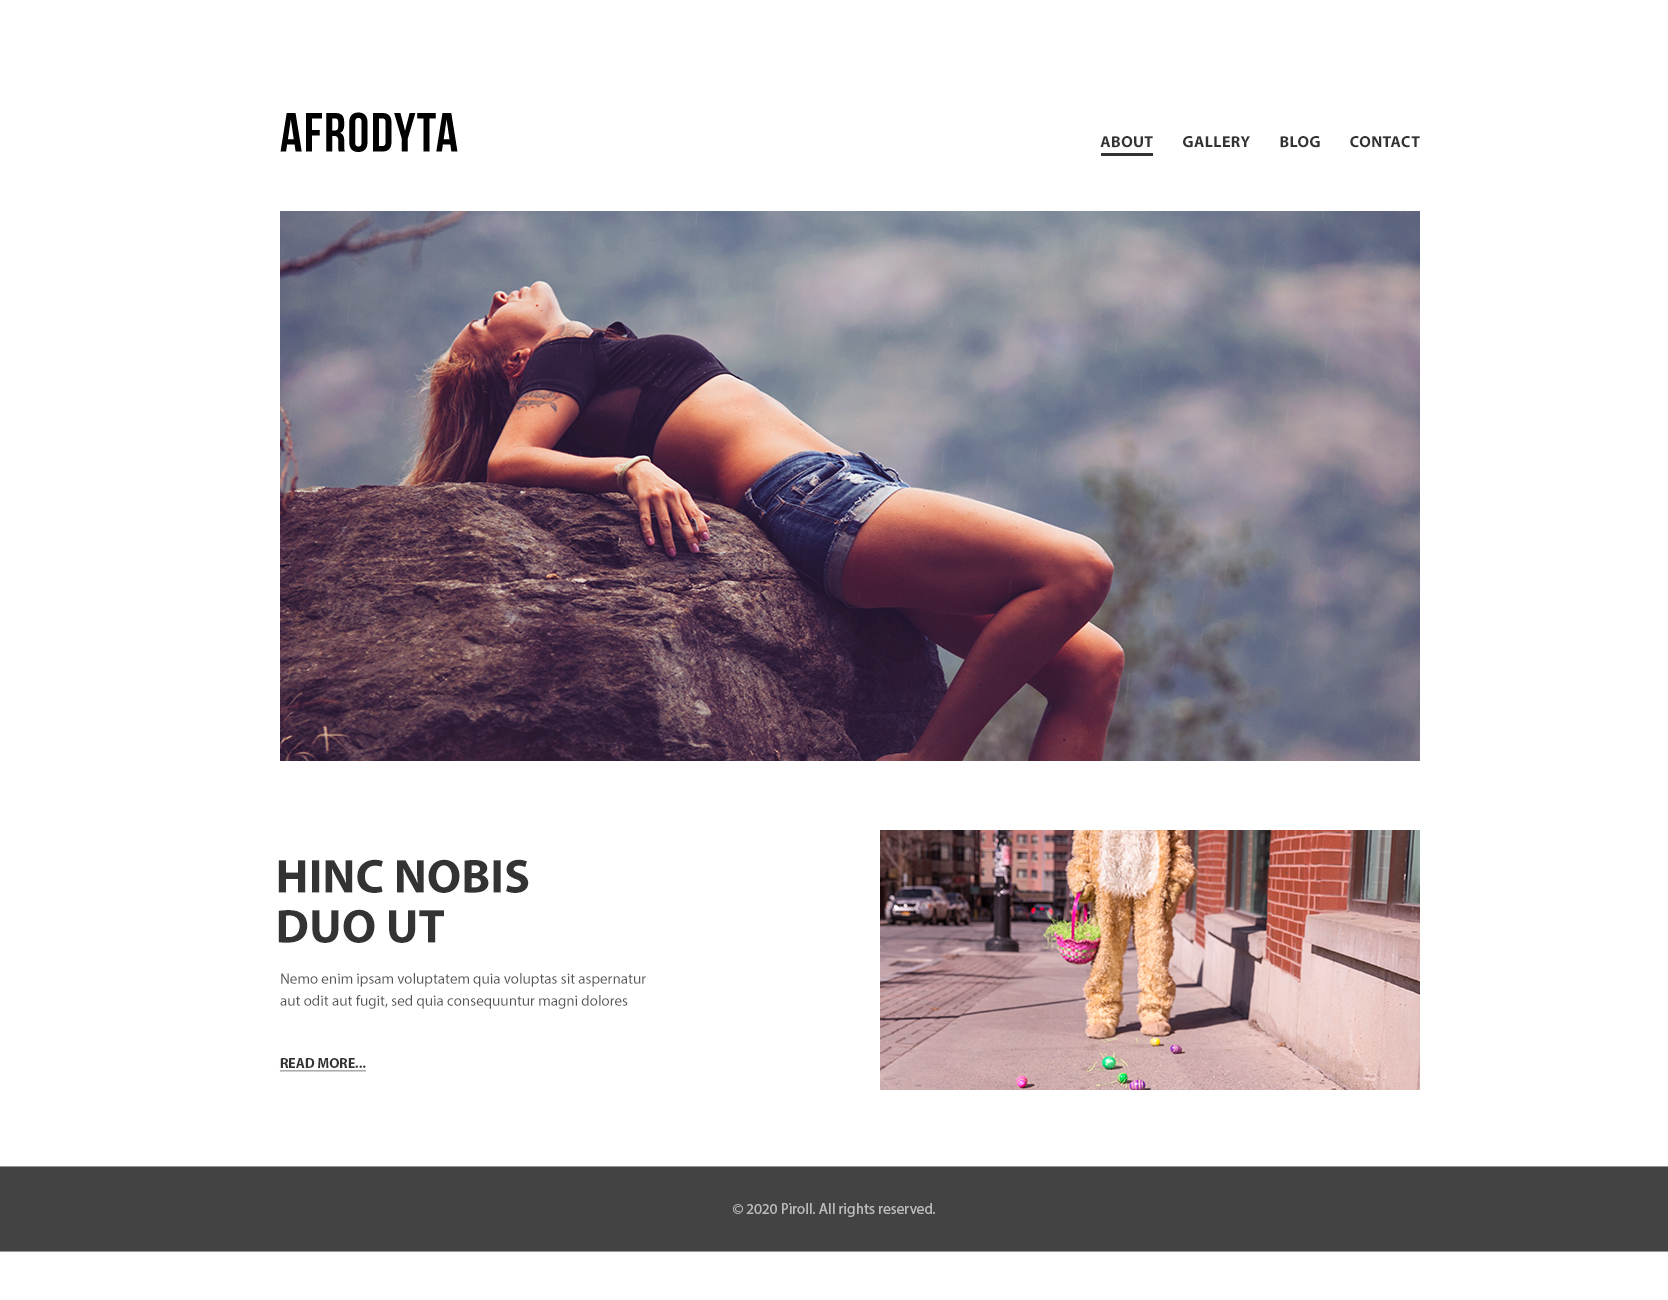 AFRODYTA
ABOUT GALLERY BLOG CONTACT
HINC NOBIS
DUO UT
Nemo enim ipsam voluptatem quia voluptas sit aspernatur
aut odit aut fugit, sed quia consequuntur magni dolores
READ MORE...
© 2020 Piroll. All rights reserved.